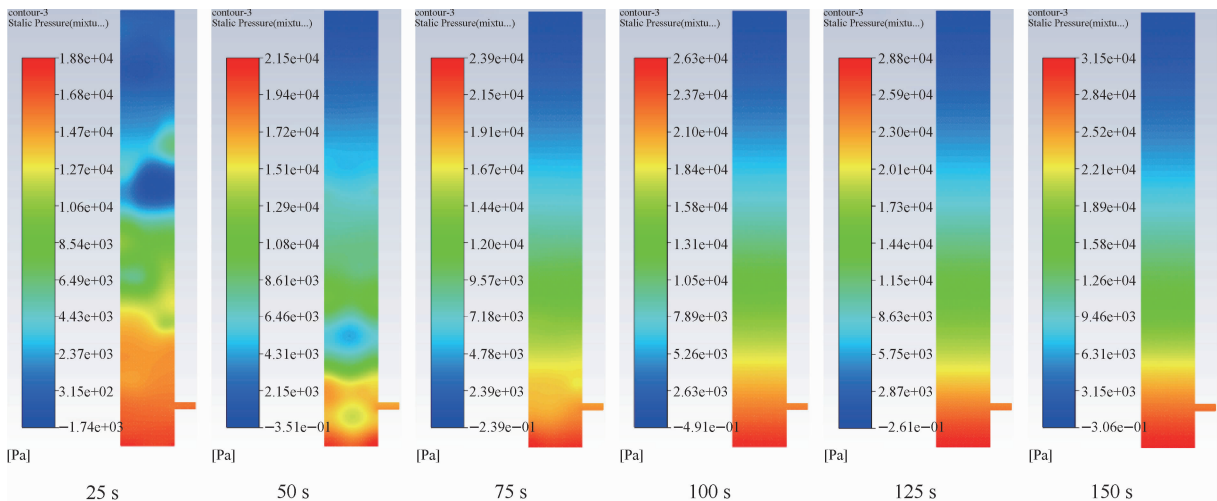 contour-3
Stalic Pressure(mixtu...)
1.88e+04
1.68e+04
1.47e+04
1.27e+04
1.06e+04
8.54e+03
6.49e+03
4.43e+03
2.37e+03
3.15e+02
−1.74e+03
[Pa]
25 s
contour-3
Stalic Pressure(mixtu...)
2.15e+04
1.94e+04
1.72e+04
1.51e+04
1.29e+04
1.08e+04
8.61e+03
6.46e+03
4.31e+03
2.15e+03
−3.51e−01
[Pa]
50 s
contour-3
Stalic Pressure(mixtu...)
2.39e+04
2.15e+04
1.91e+04
1.67e+04
1.44e+04
1.20e+04
9.57e+03
7.18e+03
4.78e+03
2.39e+03
−2.39e−01
[Pa]
75 s
contour-3
Stalic Pressure(mixtu...)
2.63e+04
2.37e+04
2.10e+04
1.84e+04
1.58e+04
1.31e+04
1.05e+04
7.89e+03
5.26e+03
2.63e+03
−4.91e−01
[Pa]
100 s
contour-3
Stalic Pressure(mixtu...)
2.88e+04
2.59e+04
2.30e+04
2.01e+04
1.73e+04
1.44e+04
1.15e+04
8.63e+03
5.75e+03
2.87e+03
−2.61e−01
[Pa]
125 s
contour-3
Stalic Pressure(mixtu...)
3.15e+04
2.84e+04
2.52e+04
2.21e+04
1.89e+04
1.58e+04
1.26e+04
9.46e+03
6.31e+03
3.15e+03
−3.06e−01
[Pa]
150 s